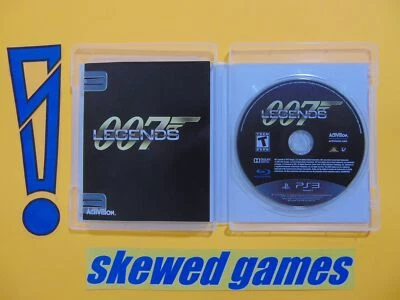 007
LEGENDS
ACTIVISION.
007
LEGENDS
T
ACTIVISION
PS3
skewed games